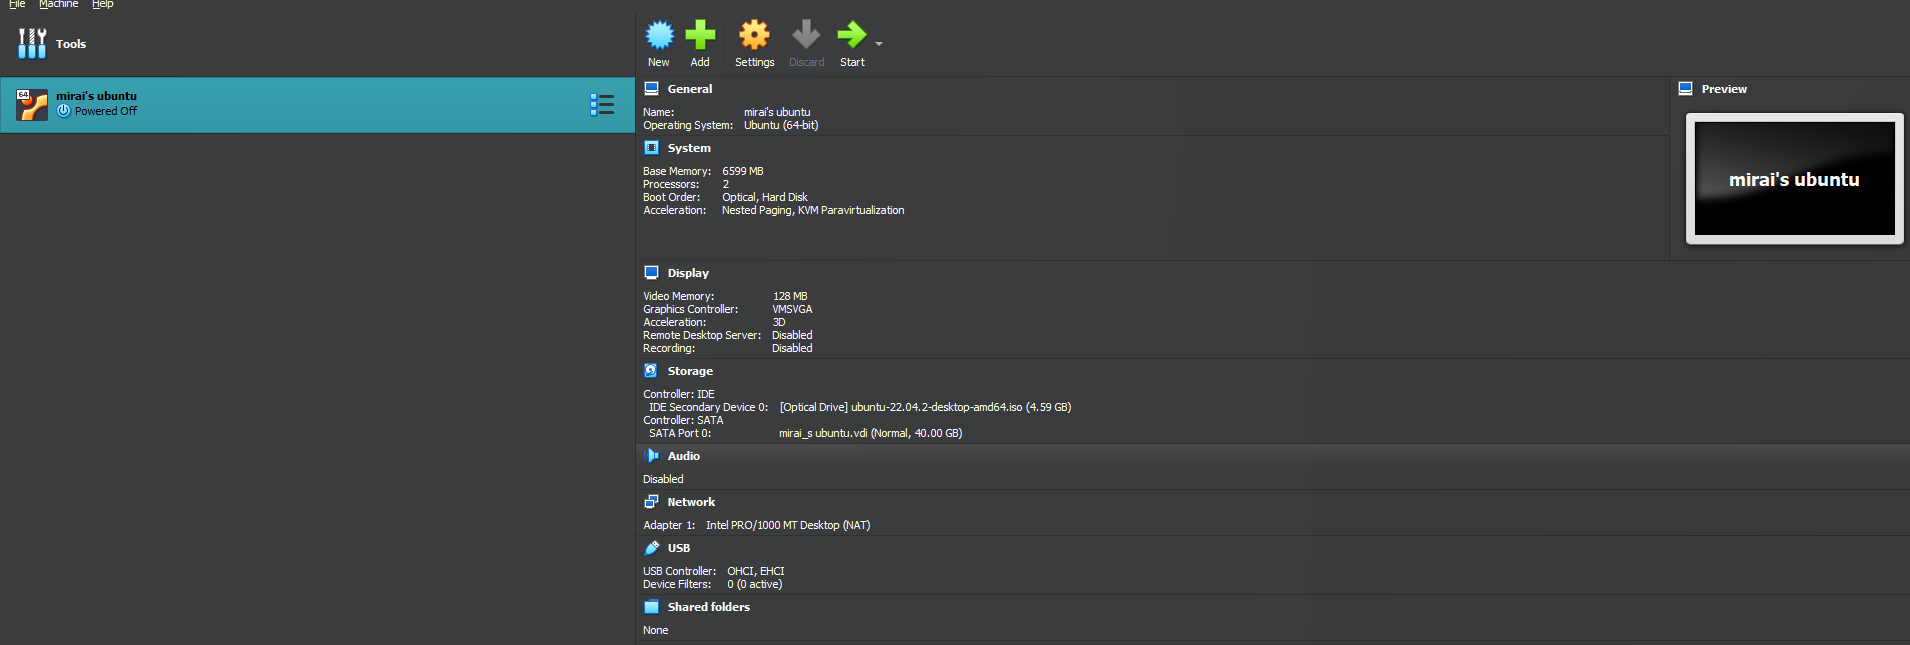 File Machine Help
Tools
New Add Settings Discard Start
64
mirai's ubuntu
Powered Off
General
Name: mirai's ubuntu
Operating System: Ubuntu (64-bit)
System
Base Memory: 6599 MB
Processors: 2
Boot Order: Optical, Hard Disk
Acceleration: Nested Paging, KVM Paravirtualization
Preview
mirai's ubuntu
Display
Video Memory: 128 MB
Graphics Controller: VMSVGA
Acceleration: 3D
Remote Desktop Server: Disabled
Recording: Disabled
Storage
Controller: IDE
IDE Secondary Device 0: [Optical Drive] ubuntu-22.04.2-desktop-amd64.iso (4.59 GB)
Controller: SATA
SATA Port 0: mirai_s ubuntu.vdi (Normal, 40.00 GB)
Audio
Disabled
Network
Adapter 1: Intel PRO/1000 MT Desktop (NAT)
USB
USB Controller: OHCI, EHCI
Device Filters: 0 (0 active)
Shared folders
None